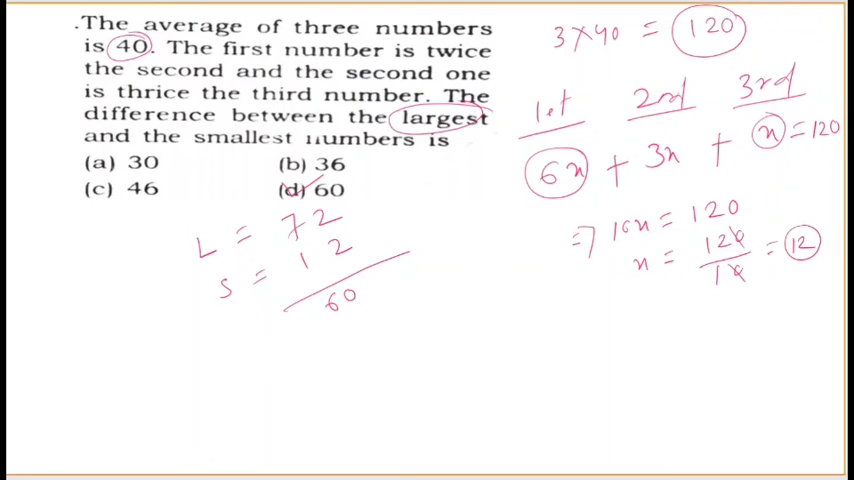 .The average of three numbers
is 40. The first number is twice
the second and the second one
is thrice the third number. The
difference between the largest
and the smallest numbers is
(a) 30 (b) 36
(c) 46 (d) 60
L = 72
S = 12
60
3×40 = 120
1st 2nd 3rd
6x + 3x + x = 120
⇒ 10x = 120
x = 120/10 = 12